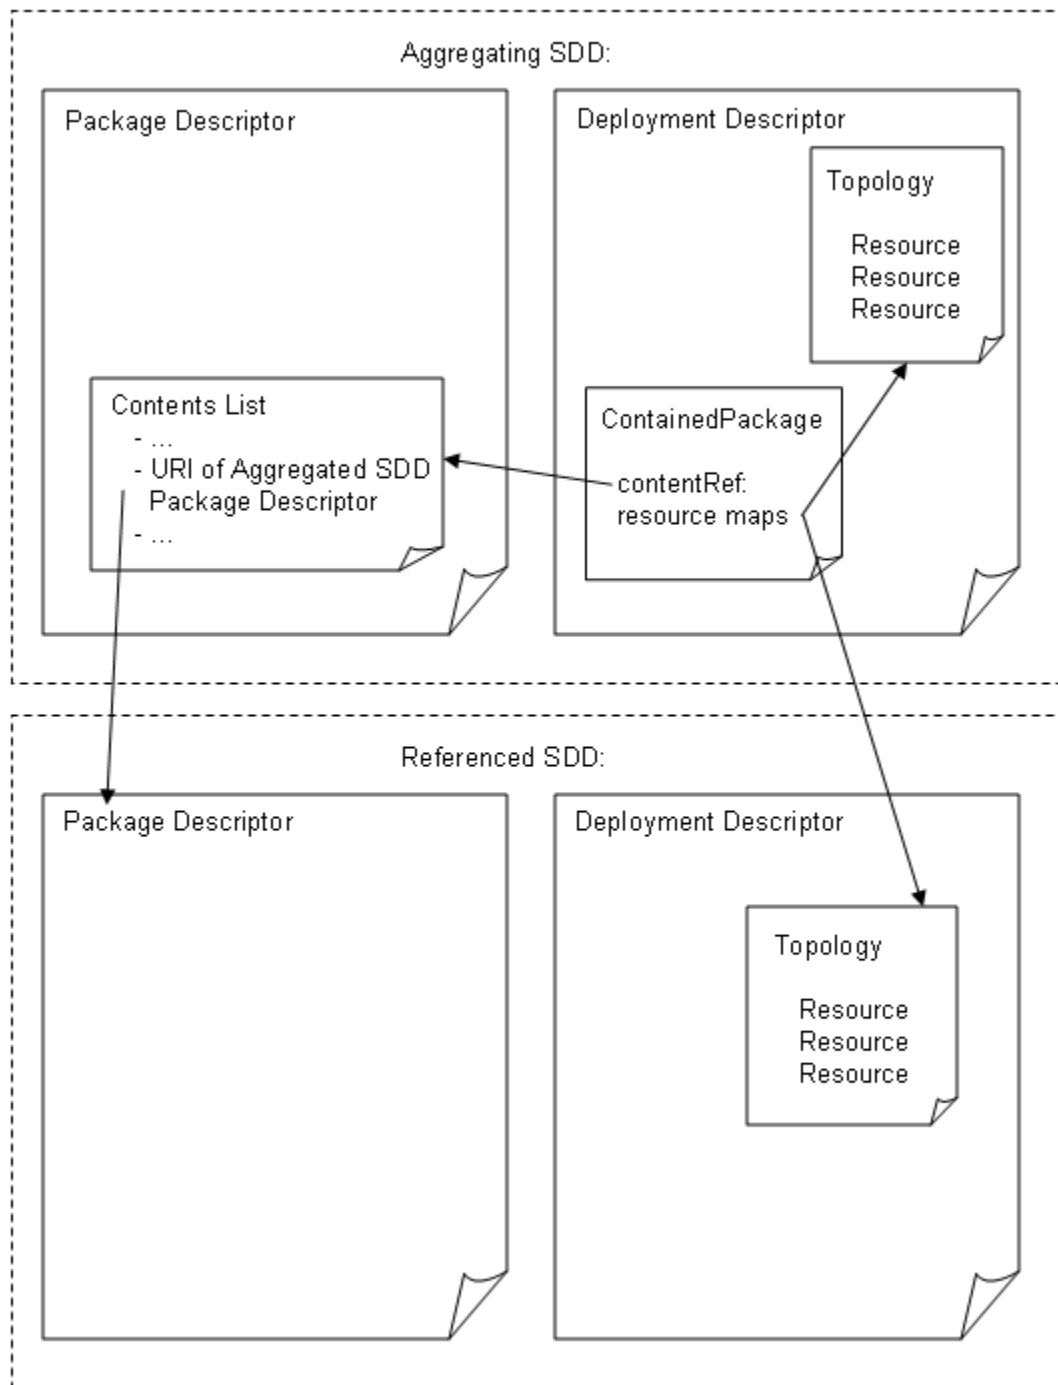 Aggregating SDD:
Package Descriptor
Contents List
- ...
- URI of Aggregated SDD
Package Descriptor
- ...
Deployment Descriptor
Topology
Resource
Resource
Resource
ContainedPackage
contentRef:
resource maps
Referenced SDD:
Package Descriptor
Deployment Descriptor
Topology
Resource
Resource
Resource